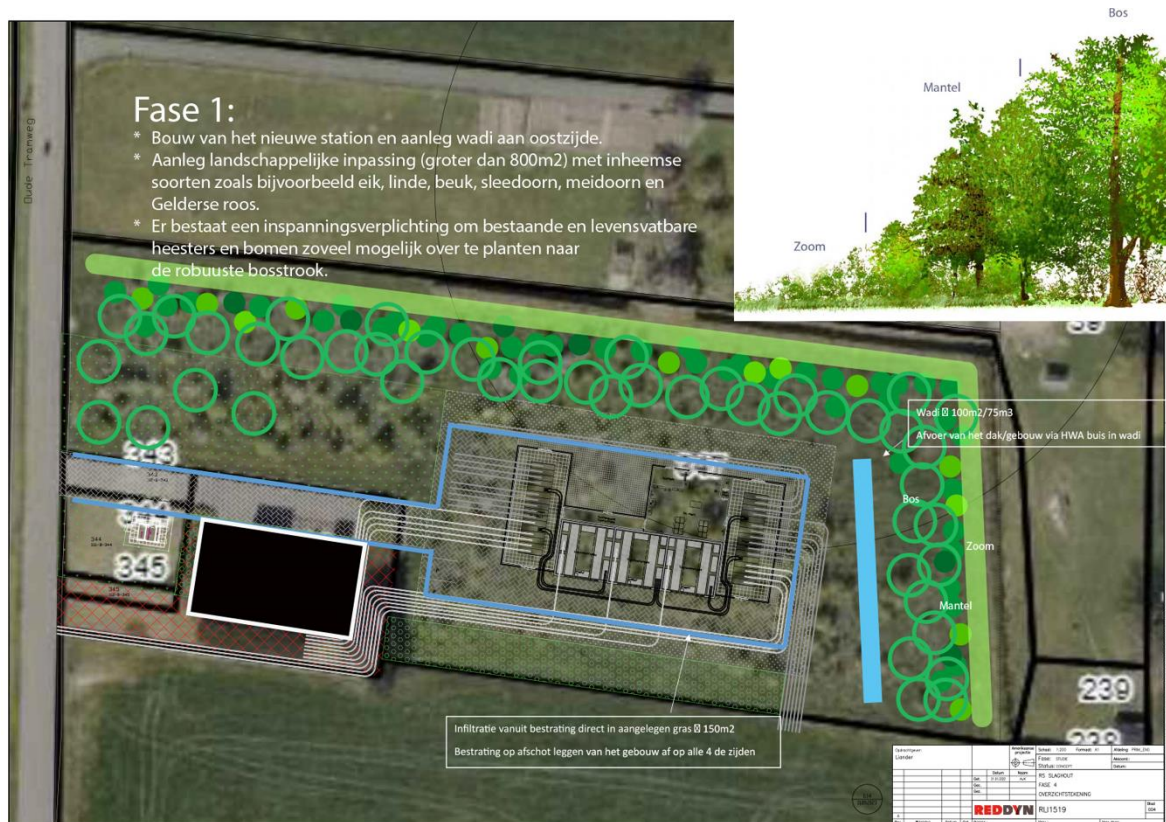 Bos
Mantel
Zoom
Oude Tramweg
Fase 1:
* Bouw van het nieuwe station en aanleg wadi aan oostzijde.
* Aanleg landschappelijke inpassing (groter dan 800m2) met inheemse
soorten zoals bijvoorbeeld eik, linde, beuk, sleedoorn, meidoorn en
Gelderse roos.
* Er bestaat een inspanningsverplichting om bestaande en levensvatbare
heesters en bomen zoveel mogelijk over te planten naar
de robuuste bosstrook.
Wadi 100m2/75m3
Afvoer van het dak/gebouw via HWA buis in wadi
Bos
Zoom
Mantel
344
345
239
Infiltratie vanuit bestrating direct in aangelegen gras 150m2
Bestrating op afschot leggen van het gebouw af op alle 4 de zijden
Liander
RS SLAGHOUT
FASE 4
OVERZICHTSTEKENING
REDDYN
RLI1519